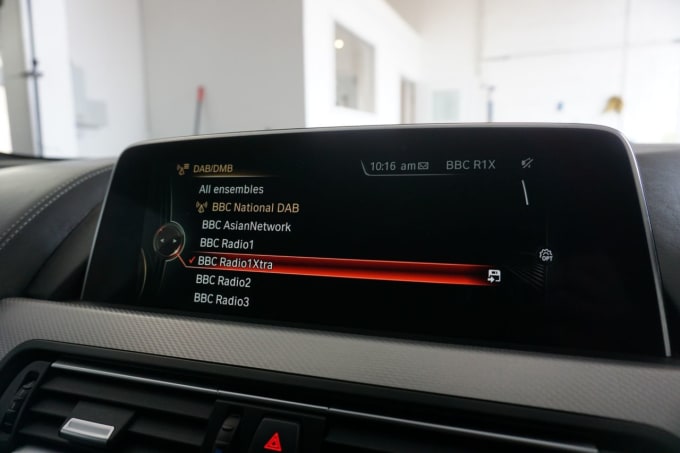 DAB/DMB
10:16 am
BBC R1X
All ensembles
BBC National DAB
BBC AsianNetwork
BBC Radio1
BBC Radio1Xtra
BBC Radio2
BBC Radio3
OPT